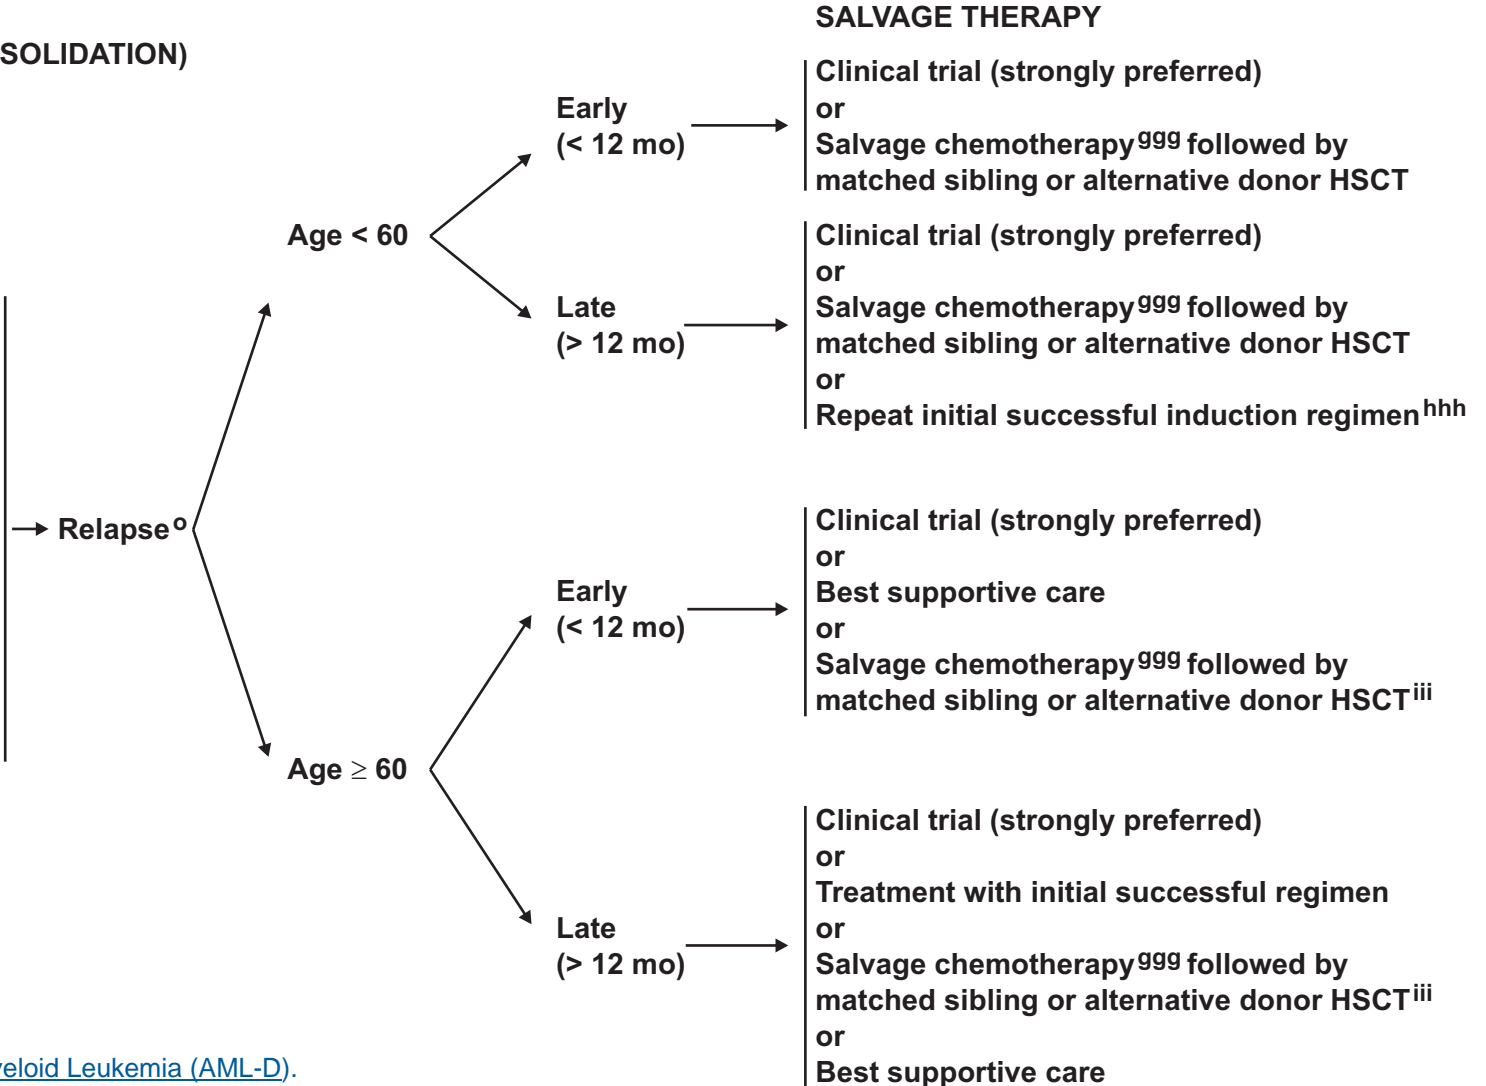 SALVAGE THERAPY
SOLIDATION)
Clinical trial (strongly preferred)
or
Salvage chemotherapy ggg followed by
matched sibling or alternative donor HSCT
Early
(< 12 mo)
Age < 60
Clinical trial (strongly preferred)
or
Salvage chemotherapy ggg followed by
matched sibling or alternative donor HSCT
or
Repeat initial successful induction regimen hhh
Late
(> 12 mo)
Relapse o
Clinical trial (strongly preferred)
or
Best supportive care
or
Salvage chemotherapy ggg followed by
matched sibling or alternative donor HSCT iii
Early
(< 12 mo)
Age ≥ 60
Clinical trial (strongly preferred)
or
Treatment with initial successful regimen
or
Salvage chemotherapy ggg followed by
matched sibling or alternative donor HSCT iii
or
Best supportive care
Late
(> 12 mo)
eloid Leukemia (AML-D).